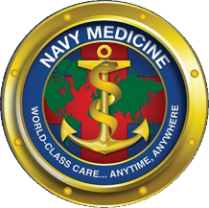 NAVY MEDICINE
WORLD-CLASS CARE... ANYTIME, ANYWHERE